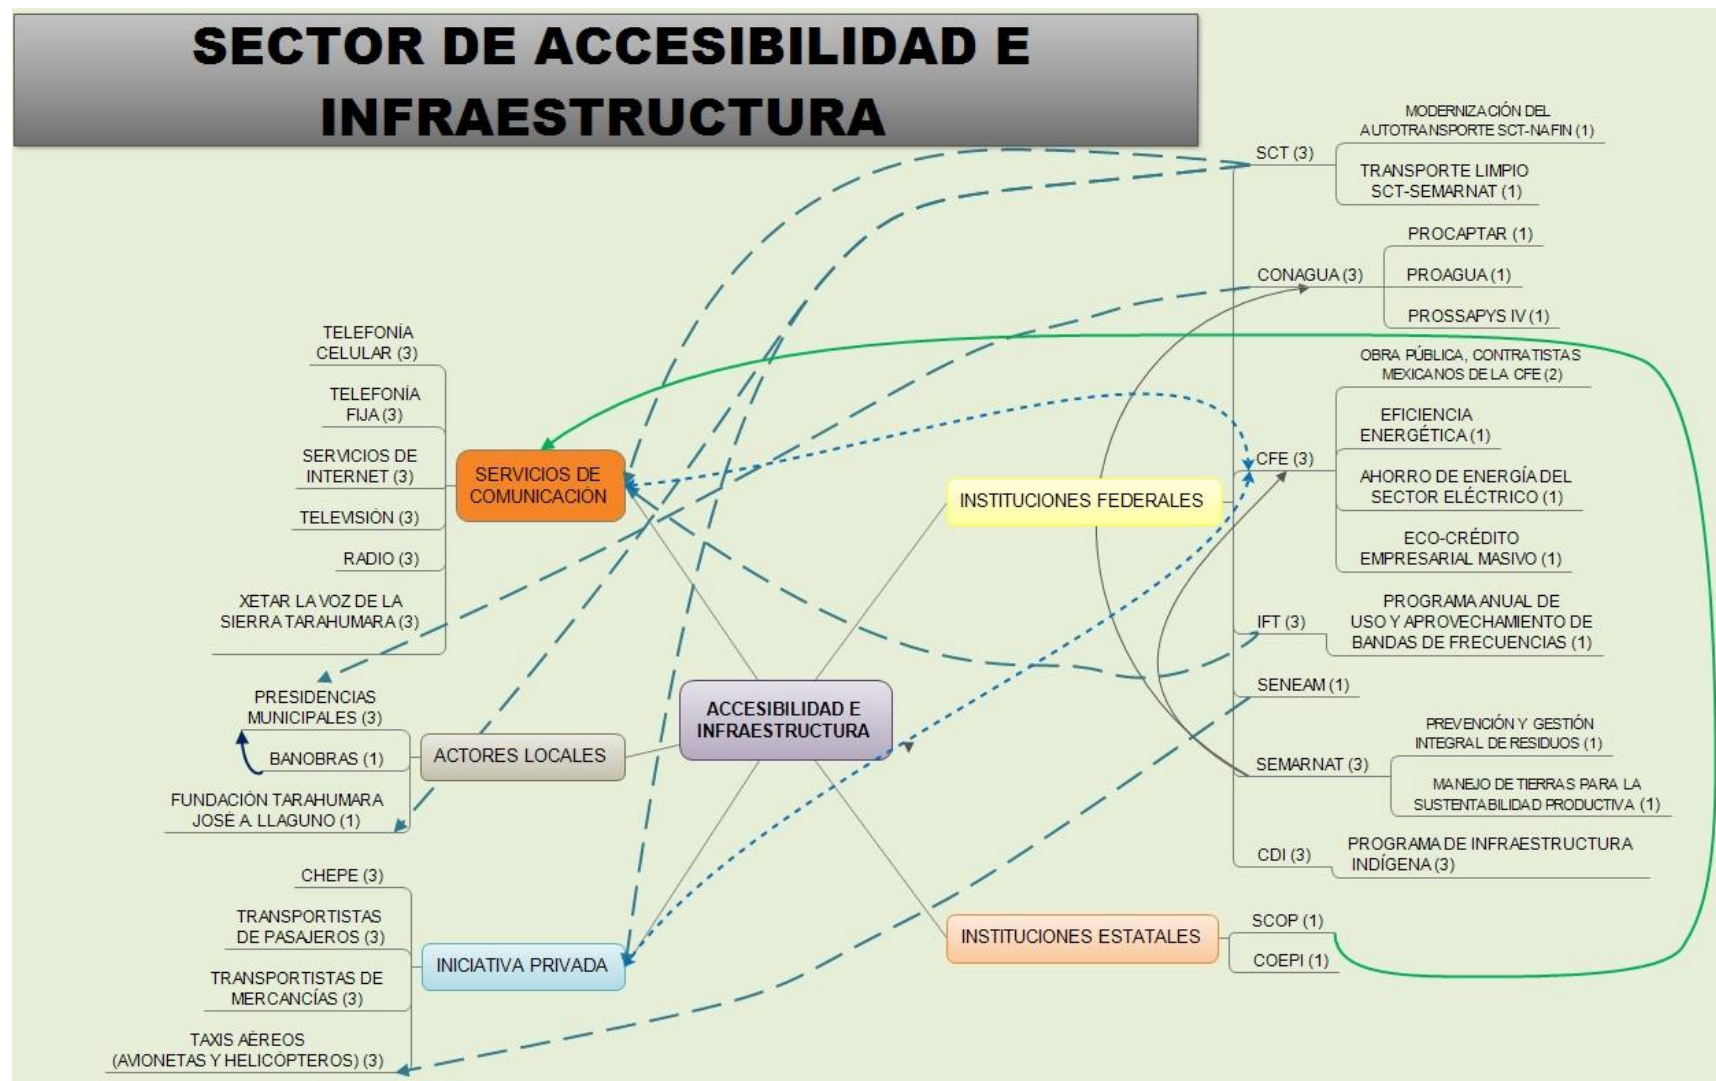 SECTOR DE ACCESIBILIDAD E
INFRAESTRUCTURA
TELEFONÍA
CELULAR (3)
TELEFONÍA
FIJA (3)
SERVICIOS DE
INTERNET (3)
TELEVISIÓN (3)
RADIO (3)
XETAR LA VOZ DE LA
SIERRA TARAHUMARA (3)
SERVICIOS DE
COMUNICACIÓN
PRESIDENCIAS
MUNICIPALES (3)
BANOBRAS (1)
FUNDACIÓN TARAHUMARA
JOSÉ A. LLAGUNO (1)
ACTORES LOCALES
CHEPE (3)
TRANSPORTISTAS
DE PASAJEROS (3)
TRANSPORTISTAS DE
MERCANCÍAS (3)
TAXIS AÉREOS
(AVIONETAS Y HELICÓPTEROS) (3)
INICIATIVA PRIVADA
ACCESIBILIDAD E
INFRAESTRUCTURA
INSTITUCIONES FEDERALES
SCT (3)
MODERNIZACIÓN DEL
AUTOTRANSPORTE SCT-NAFIN (1)
TRANSPORTE LIMPIO
SCT-SEMARNAT (1)
CONAGUA (3)
PROCAPTAR (1)
PROAGUA (1)
PROSSAPYS IV (1)
CFE (3)
OBRA PÚBLICA, CONTRATISTAS
MEXICANOS DE LA CFE (2)
EFICIENCIA
ENERGÉTICA (1)
AHORRO DE ENERGÍA DEL
SECTOR ELÉCTRICO (1)
ECO-CRÉDITO
EMPRESARIAL MASIVO (1)
IFT (3)
PROGRAMA ANUAL DE
USO Y APROVECHAMIENTO DE
BANDAS DE FRECUENCIAS (1)
SENEAM (1)
SEMARNAT (3)
PREVENCIÓN Y GESTIÓN
INTEGRAL DE RESIDUOS (1)
MANEJO DE TIERRAS PARA LA
SUSTENTABILIDAD PRODUCTIVA (1)
CDI (3)
PROGRAMA DE INFRAESTRUCTURA
INDÍGENA (3)
INSTITUCIONES ESTATALES
SCOP (1)
COEPI (1)